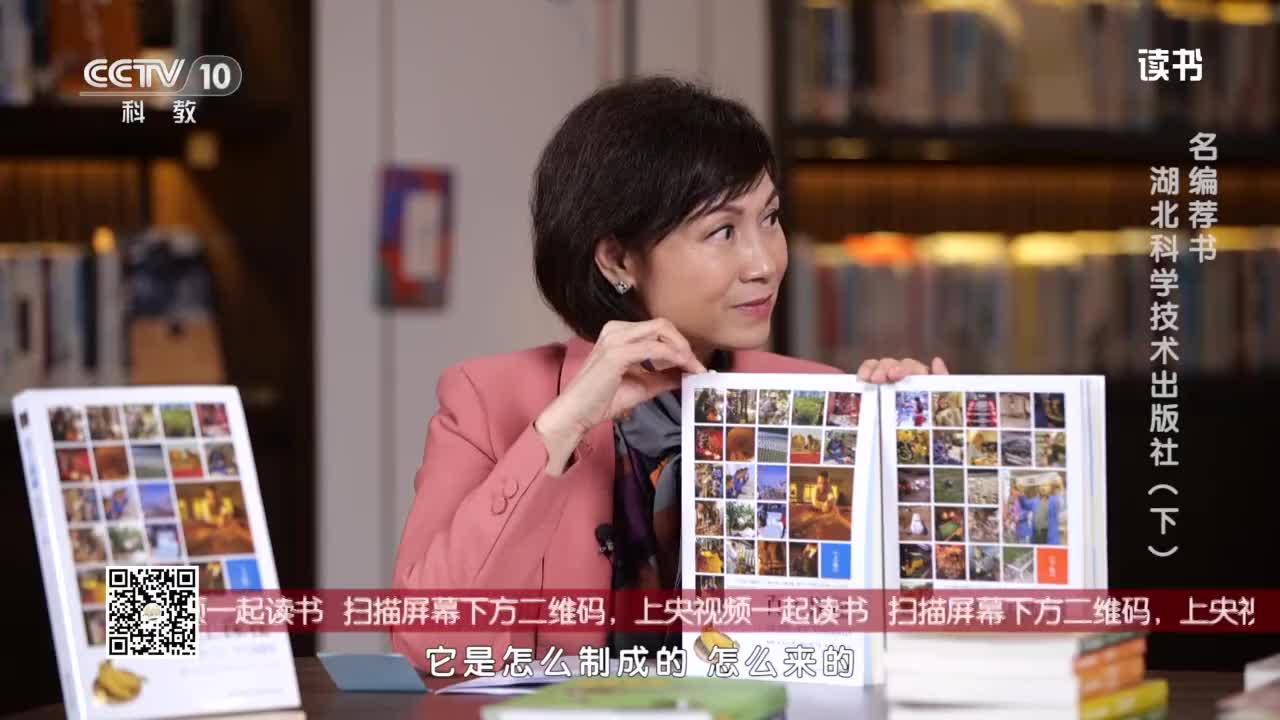 CCTV 10
科教
读书
名编荐书
湖北科学技术出版社（下）
频一起读书 扫描屏幕下方二维码，上央视频一起读书 扫描屏幕下方二维码，上央视
它是怎么制成的 怎么来的